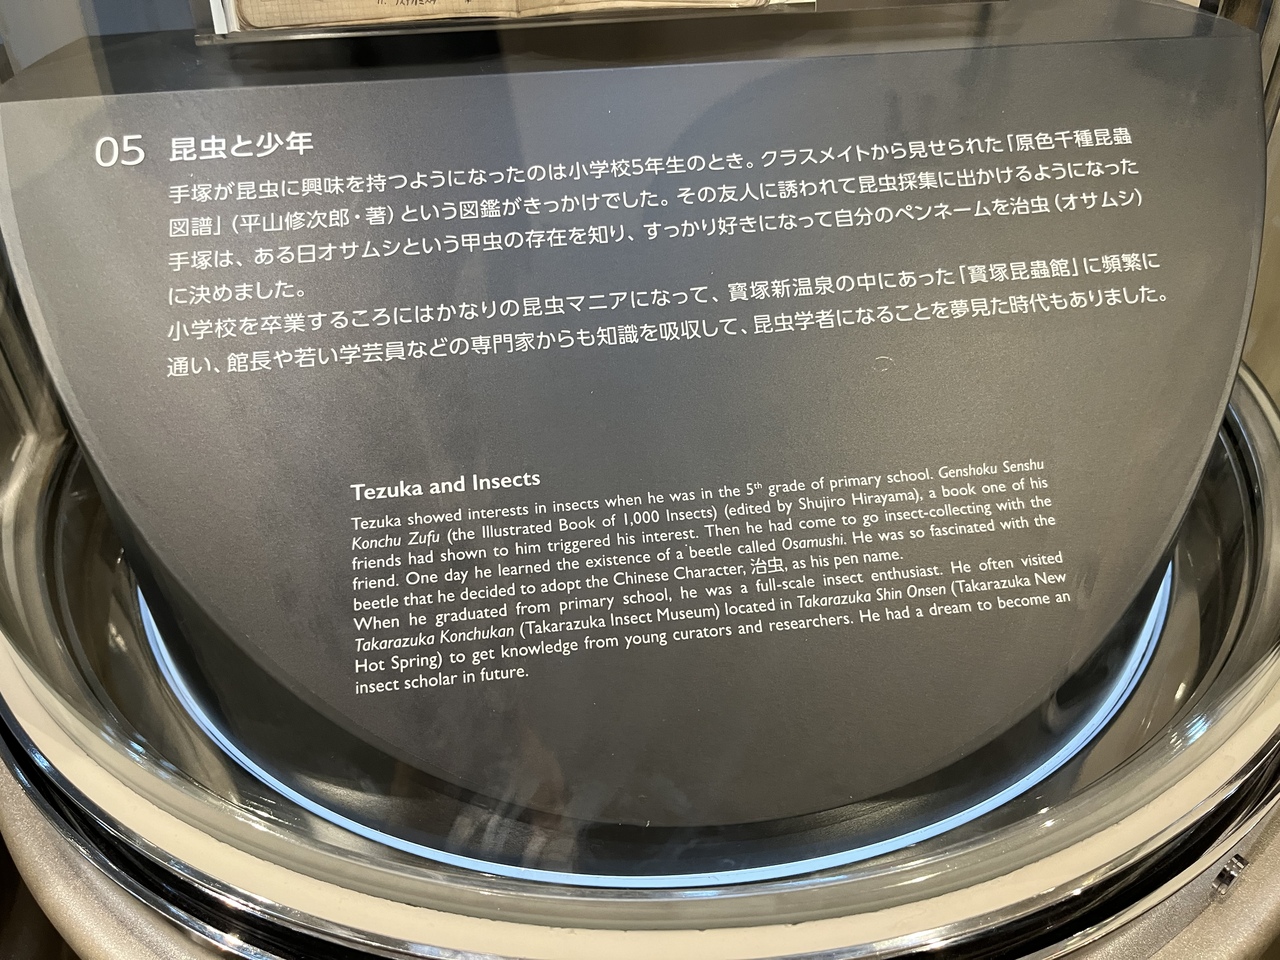 05 昆虫と少年
手塚が昆虫に興味を持つようになったのは小学校5年生のとき。クラスメイトから見せられた「原色千種昆蟲
図譜」(平山修次郎・著)という図鑑がきっかけでした。その友人に誘われて昆虫採集に出かけるようになった
手塚は、ある日オサムシという甲虫の存在を知り、すっかり好きになって自分のペンネームを治虫(オサムシ)
に決めました。
小学校を卒業するころにはかなりの昆虫マニアになって、寳塚新温泉の中にあった「寳塚昆蟲館」に頻繁に
通い、館長や若い学芸員などの専門家からも知識を吸収して、昆虫学者になることを夢見た時代もありました。
Tezuka and Insects
Tezuka showed interests in insects when he was in the 5th grade of primary school. Genshoku Senshu
Konchu Zufu (the Illustrated Book of 1,000 Insects) (edited by Shujiro Hirayama), a book one of his
friends had shown to him triggered his interest. Then he had come to go insect-collecting with the
friend. One day he learned the existence of a beetle called Osamushi. He was so fascinated with the
beetle that he decided to adopt the Chinese Character, 治虫, as his pen name.
When he graduated from primary school, he was a full-scale insect enthusiast. He often visited
Takarazuka Konchukan (Takarazuka Insect Museum) located in Takarazuka Shin Onsen (Takarazuka New
Hot Spring) to get knowledge from young curators and researchers. He had a dream to become an
insect scholar in future.